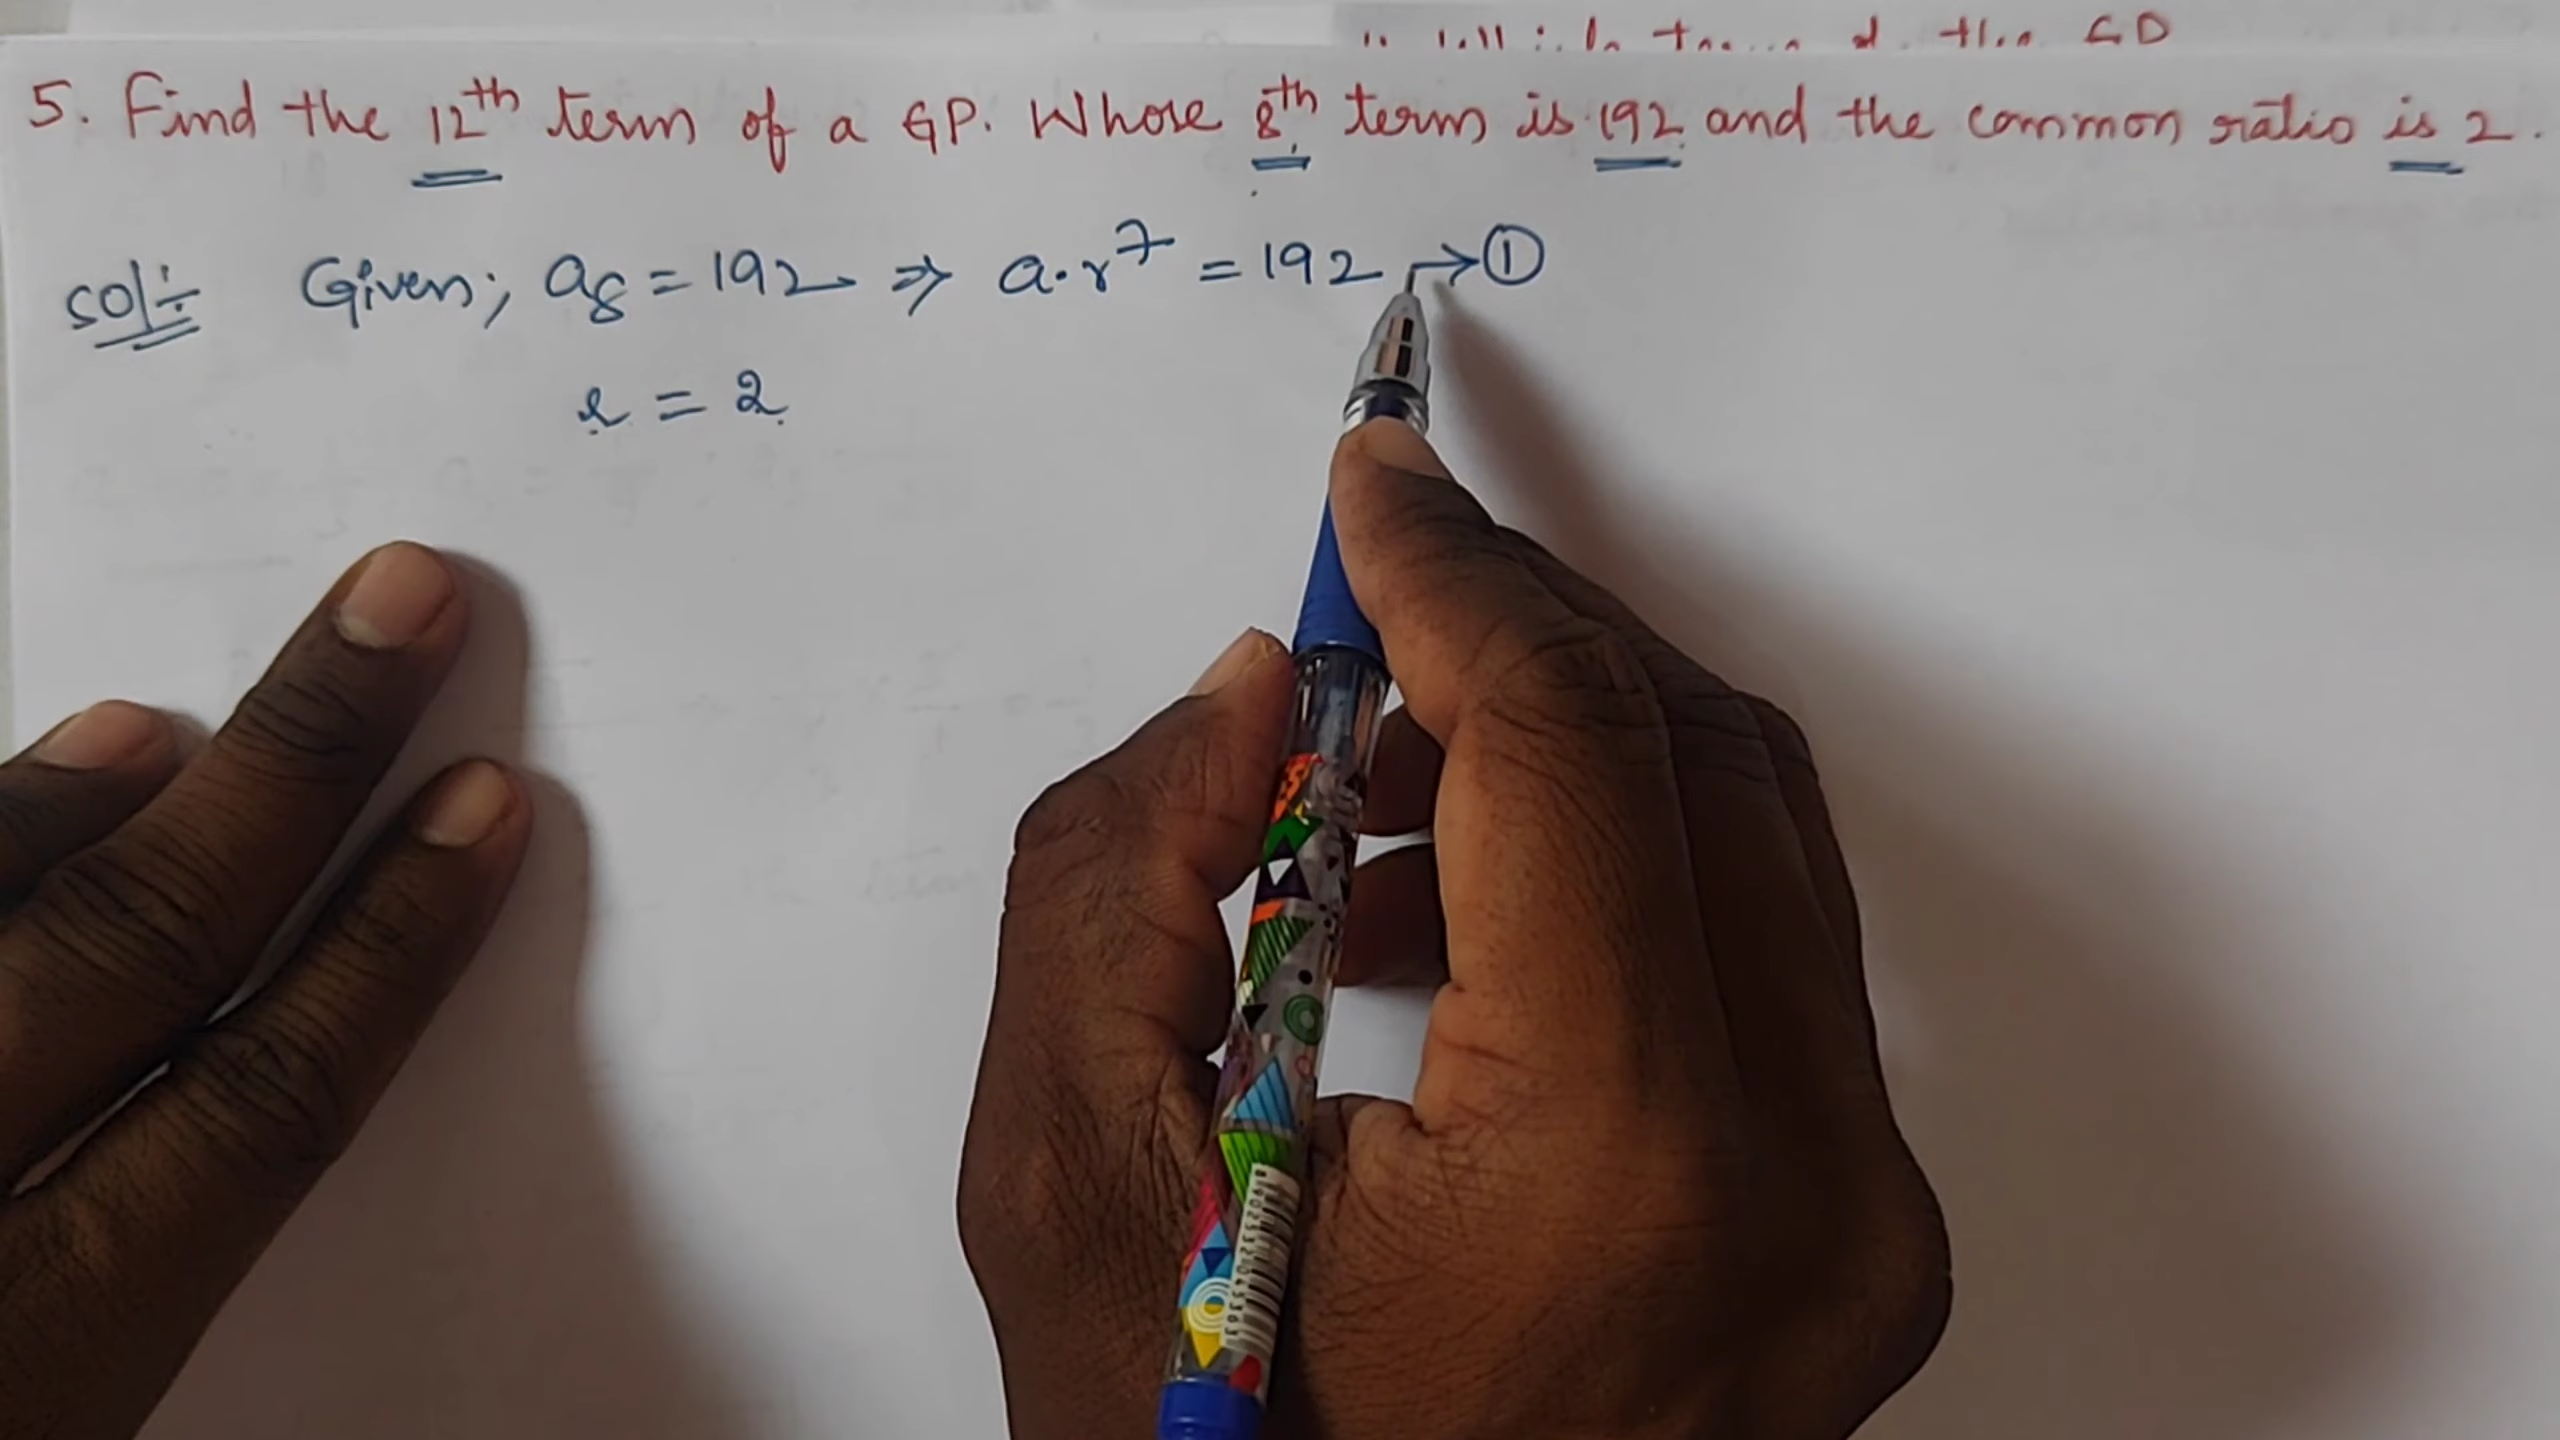 5. Find the 12th term of a GP. Whose 8th term is 192 and the common ratio is 2.
Sol:- Given; a8 = 192 ⇒ a·r^7 = 192 → ①
r = 2